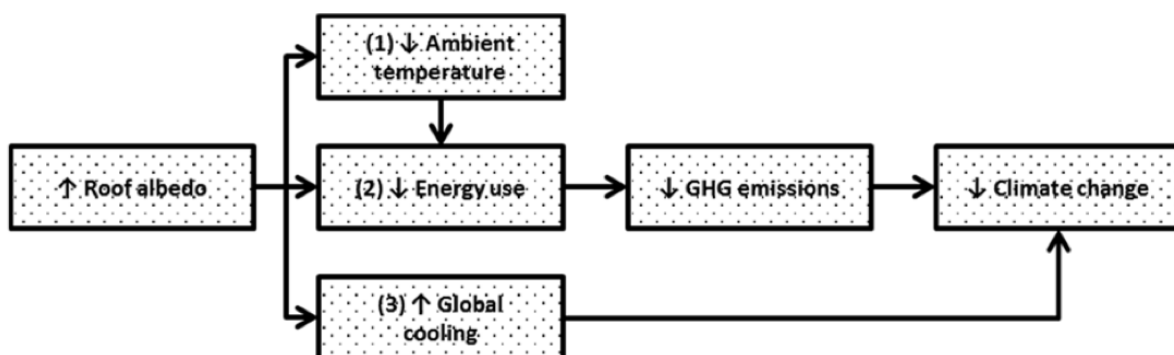 (1) ↓ Ambient
temperature
↑ Roof albedo
(2) ↓ Energy use
↓ GHG emissions
↓ Climate change
(3) ↑ Global
cooling